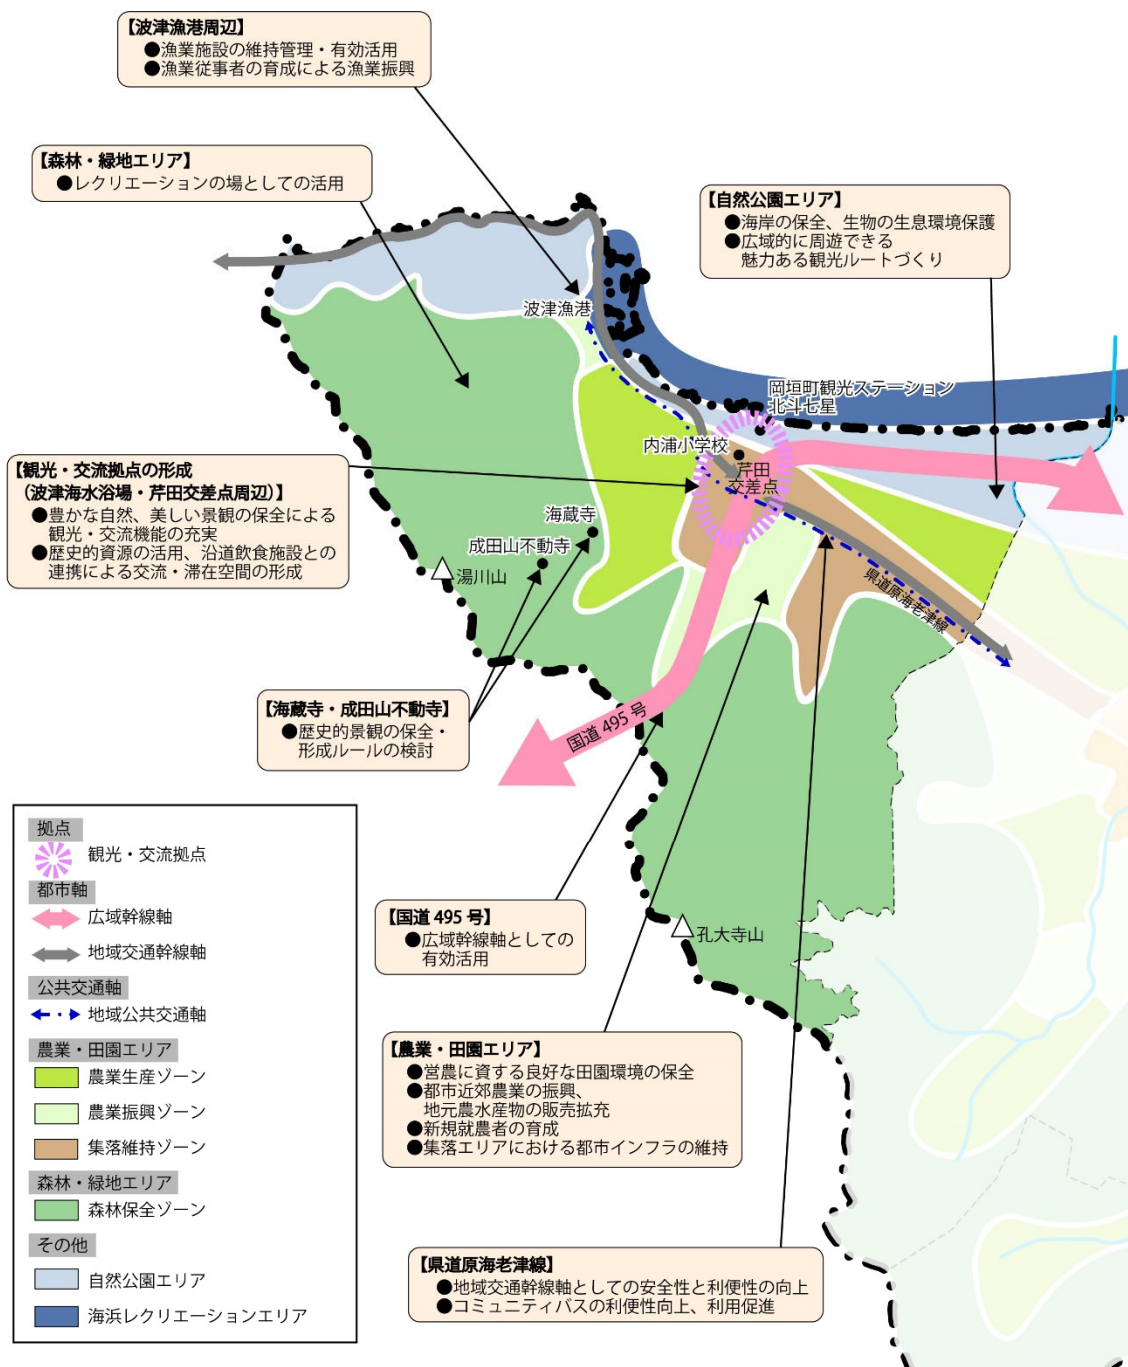 【波津漁港周辺】
●漁業施設の維持管理・有効活用
●漁業従事者の育成による漁業振興
【森林・緑地エリア】
●レクリエーションの場としての活用
【自然公園エリア】
●海岸の保全、生物の生息環境保護
●広域的に周遊できる
魅力ある観光ルートづくり
波津漁港
岡垣町観光ステーション
北斗七星
内浦小学校
芹田
交差点
【観光・交流拠点の形成
（波津海水浴場・芹田交差点周辺）】
●豊かな自然、美しい景観の保全による
観光・交流機能の充実
●歴史的資源の活用、沿道飲食施設との
連携による交流・滞在空間の形成
海蔵寺
成田山不動寺
湯川山
県道原海老津線
【海蔵寺・成田山不動寺】
●歴史的景観の保全・
形成ルールの検討
国道 495 号
拠点
観光・交流拠点
都市軸
広域幹線軸
地域交通幹線軸
公共交通軸
地域公共交通軸
農業・田園エリア
農業生産ゾーン
農業振興ゾーン
集落維持ゾーン
森林・緑地エリア
森林保全ゾーン
その他
自然公園エリア
海浜レクリエーションエリア
【国道 495 号】
●広域幹線軸としての
有効活用
孔大寺山
【農業・田園エリア】
●営農に資する良好な田園環境の保全
●都市近郊農業の振興、
地元農水産物の販売拡充
●新規就農者の育成
●集落エリアにおける都市インフラの維持
【県道原海老津線】
●地域交通幹線軸としての安全性と利便性の向上
●コミュニティバスの利便性向上、利用促進